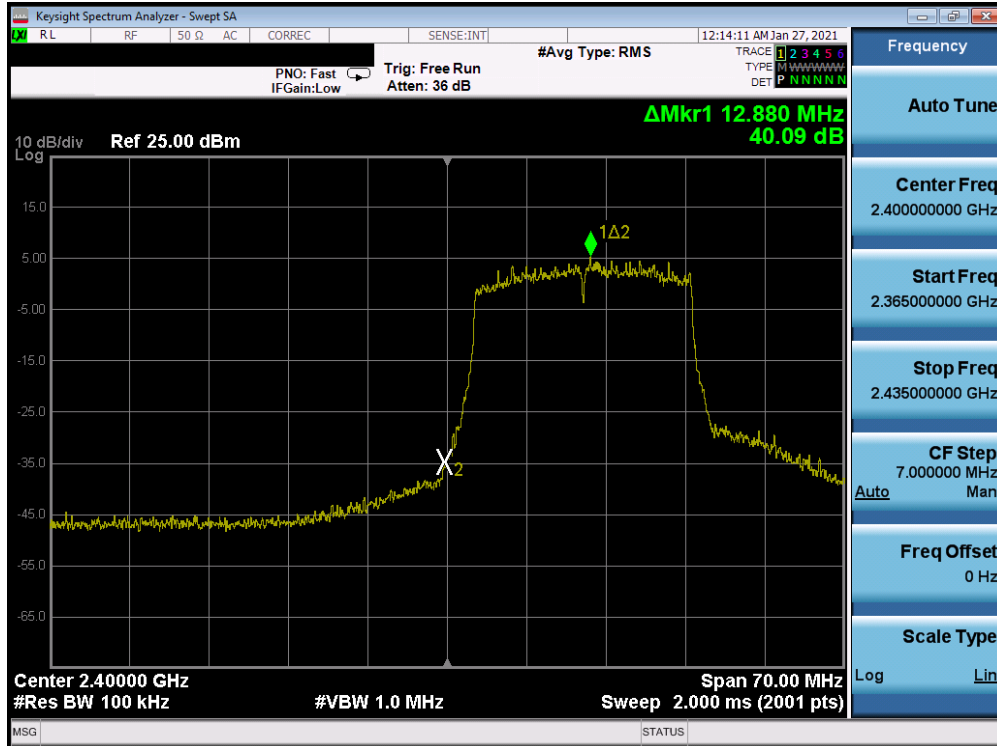 Keysight Spectrum Analyzer - Swept SA
LXI RL RF 50 Ω AC CORREC SENSE:INT 12:14:11 AM Jan 27, 2021
Frequency
#Avg Type: RMS
TRACE 1 2 3 4 5 6
PNO: Fast Trig: Free Run
TYPE M W W W W W
IFGain:Low Atten: 36 dB
DET P N N N N N
Auto Tune
ΔMkr1 12.880 MHz
40.09 dB
10 dB/div Ref 25.00 dBm
Log
Center Freq
2.400000000 GHz
15.0
1Δ2
5.00
Start Freq
2.365000000 GHz
-5.00
-15.0
Stop Freq
2.435000000 GHz
-25.0
-35.0
X2
CF Step
7.000000 MHz
Auto Man
-45.0
-55.0
Freq Offset
0 Hz
-65.0
Scale Type
Log Lin
Center 2.40000 GHz Span 70.00 MHz
#Res BW 100 kHz #VBW 1.0 MHz Sweep 2.000 ms (2001 pts)
MSG STATUS